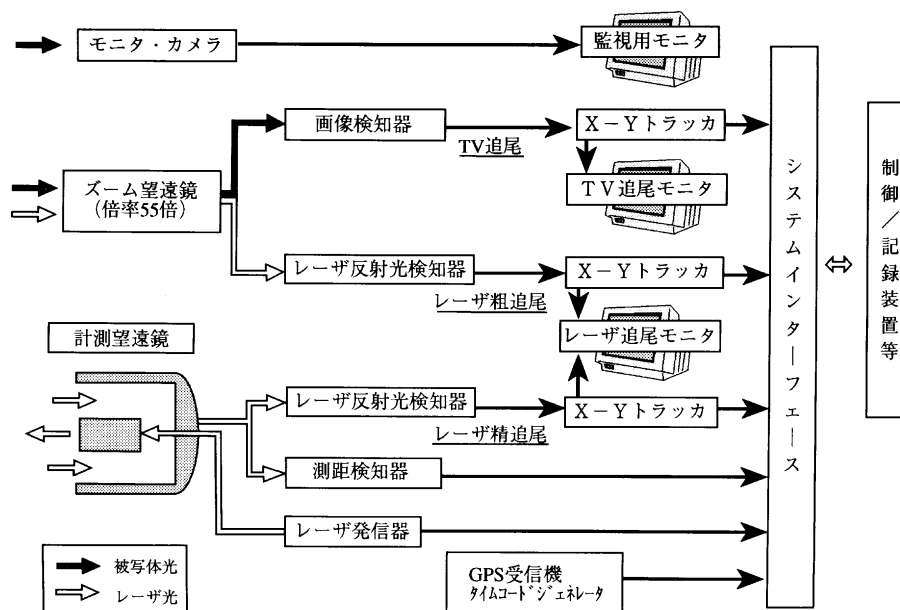 モニタ・カメラ
監視用モニタ
画像検知器
TV追尾
X－Yトラッカ
TV追尾モニタ
ズーム望遠鏡
(倍率55倍)
レーザ反射光検知器
レーザ粗追尾
X－Yトラッカ
レーザ追尾モニタ
計測望遠鏡
レーザ反射光検知器
レーザ精追尾
X－Yトラッカ
測距検知器
レーザ発信器
GPS受信機
ﾀｲﾑｺｰﾄﾞｼﾞｪﾈﾚｰﾀ
システムインターフェース
制御／記録装置等
被写体光
レーザ光